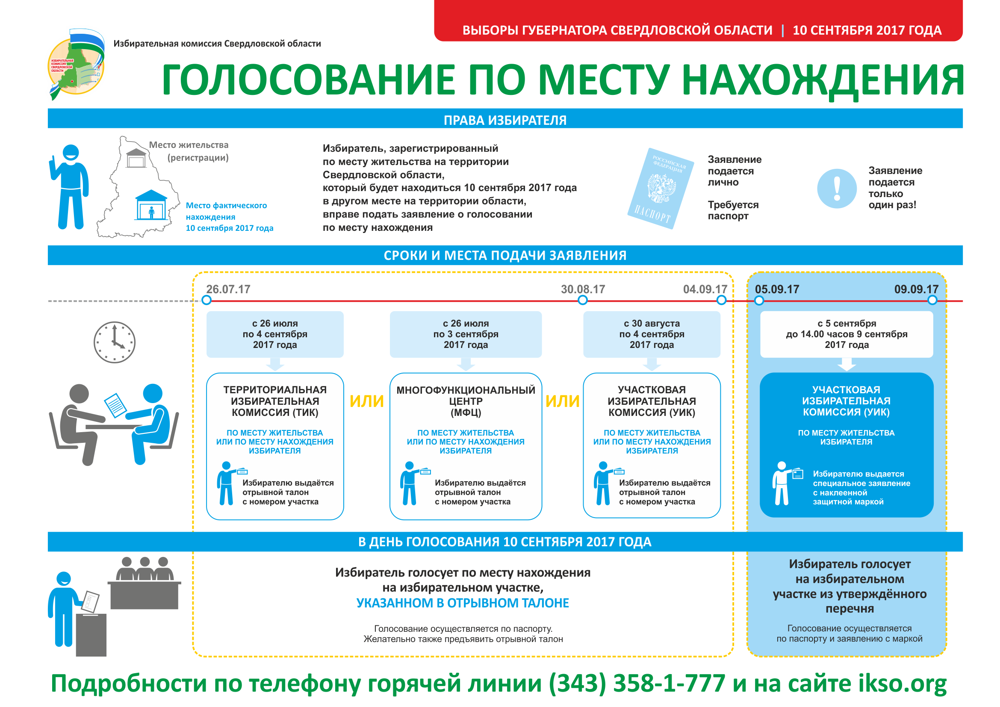 ВЫБОРЫ ГУБЕРНАТОРА СВЕРДЛОВСКОЙ ОБЛАСТИ | 10 СЕНТЯБРЯ 2017 ГОДА
Избирательная комиссия Свердловской области
ИЗБИРАТЕЛЬНАЯ
КОМИССИЯ
СВЕРДЛОВСКОЙ
ОБЛАСТИ
ГОЛОСОВАНИЕ ПО МЕСТУ НАХОЖДЕНИЯ
ПРАВА ИЗБИРАТЕЛЯ
Место жительства
(регистрации)
Место фактического
нахождения
10 сентября 2017 года
Избиратель, зарегистрированный
по месту жительства на территории
Свердловской области,
который будет находиться 10 сентября 2017 года
в другом месте на территории области,
вправе подать заявление о голосовании
по месту нахождения
РОССИЙСКАЯ
ФЕДЕРАЦИЯ
ПАСПОРТ
Заявление
подается
лично
Требуется
паспорт
!
Заявление
подается
только
один раз!
СРОКИ И МЕСТА ПОДАЧИ ЗАЯВЛЕНИЯ
26.07.17
30.08.17
04.09.17
05.09.17
09.09.17
с 26 июля
по 4 сентября
2017 года
ТЕРРИТОРИАЛЬНАЯ
ИЗБИРАТЕЛЬНАЯ
КОМИССИЯ (ТИК)
ПО МЕСТУ ЖИТЕЛЬСТВА
ИЛИ ПО МЕСТУ НАХОЖДЕНИЯ
ИЗБИРАТЕЛЯ
Избирателю выдаётся
отрывной талон
с номером участка
ИЛИ
с 26 июля
по 3 сентября
2017 года
МНОГОФУНКЦИОНАЛЬНЫЙ
ЦЕНТР
(МФЦ)
ПО МЕСТУ ЖИТЕЛЬСТВА
ИЛИ ПО МЕСТУ НАХОЖДЕНИЯ
ИЗБИРАТЕЛЯ
Избирателю выдаётся
отрывной талон
с номером участка
ИЛИ
с 30 августа
по 4 сентября
2017 года
УЧАСТКОВАЯ
ИЗБИРАТЕЛЬНАЯ
КОМИССИЯ (УИК)
ПО МЕСТУ ЖИТЕЛЬСТВА
ИЛИ ПО МЕСТУ НАХОЖДЕНИЯ
ИЗБИРАТЕЛЯ
Избирателю выдаётся
отрывной талон
с номером участка
с 5 сентября
до 14.00 часов 9 сентября
2017 года
УЧАСТКОВАЯ
ИЗБИРАТЕЛЬНАЯ
КОМИССИЯ (УИК)
ПО МЕСТУ ЖИТЕЛЬСТВА
ИЗБИРАТЕЛЯ
Избирателю выдается
специальное заявление
с наклеенной
защитной маркой
В ДЕНЬ ГОЛОСОВАНИЯ 10 СЕНТЯБРЯ 2017 ГОДА
Избиратель голосует по месту нахождения
на избирательном участке,
УКАЗАННОМ В ОТРЫВНОМ ТАЛОНЕ
Голосование осуществляется по паспорту.
Желательно также предъявить отрывной талон
Избиратель голосует
на избирательном
участке из утверждённого
перечня
Голосование осуществляется
по паспорту и заявлению с маркой
Подробности по телефону горячей линии (343) 358-1-777 и на сайте ikso.org